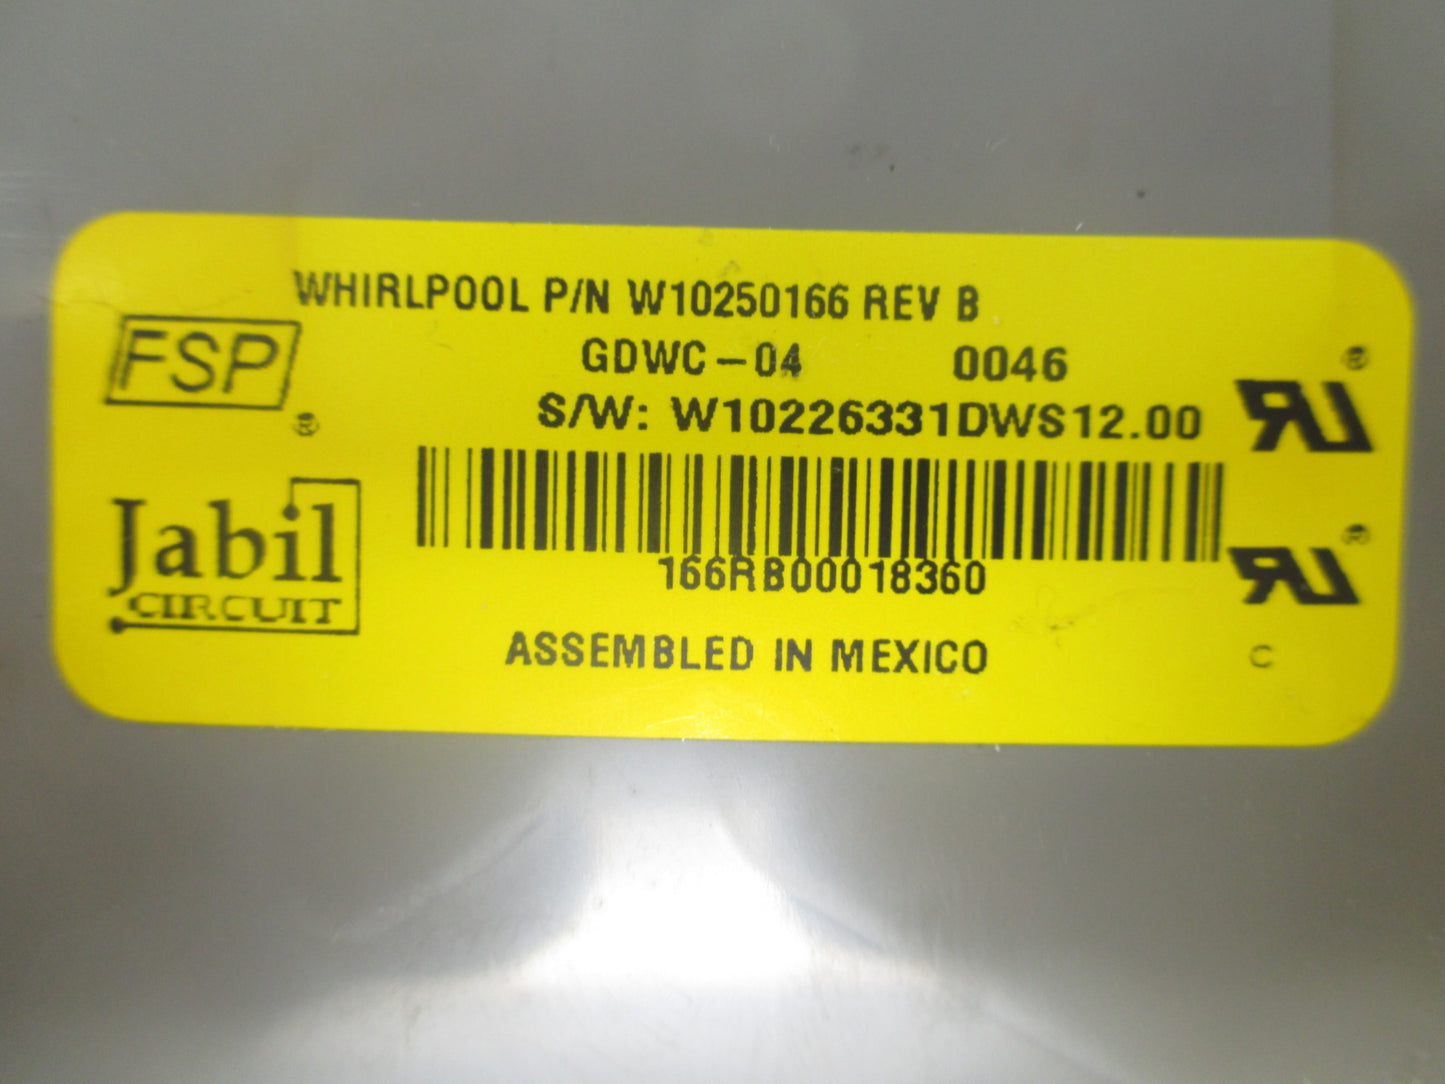 WHIRLPOOL P/N W10250166 REV B
FSP®
GDWC-04 0046
S/W: W10226331DWS12.00
Jabil
CIRCUIT
166RB00018360
ASSEMBLED IN MEXICO
®
®
C